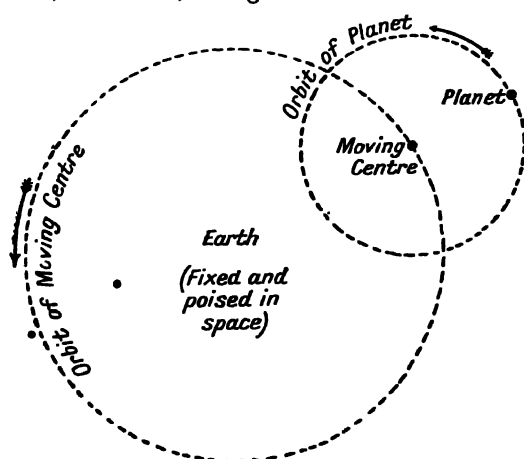 Orbit of Planet
Planet
Moving
Centre
Orbit of Moving Centre
Earth
(Fixed and
poised in
space)